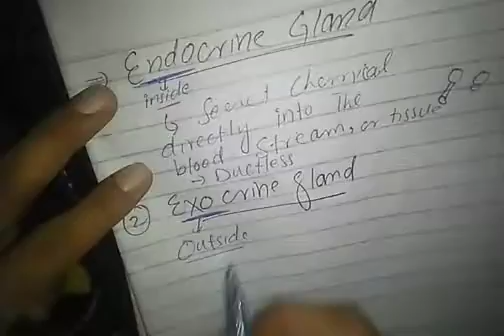 → Endocrine Gland
↓
inside
↳ Secret Chemical
directly into the
blood stream, or tissue
→ Ductless
② Exocrine Gland
↓
Outside